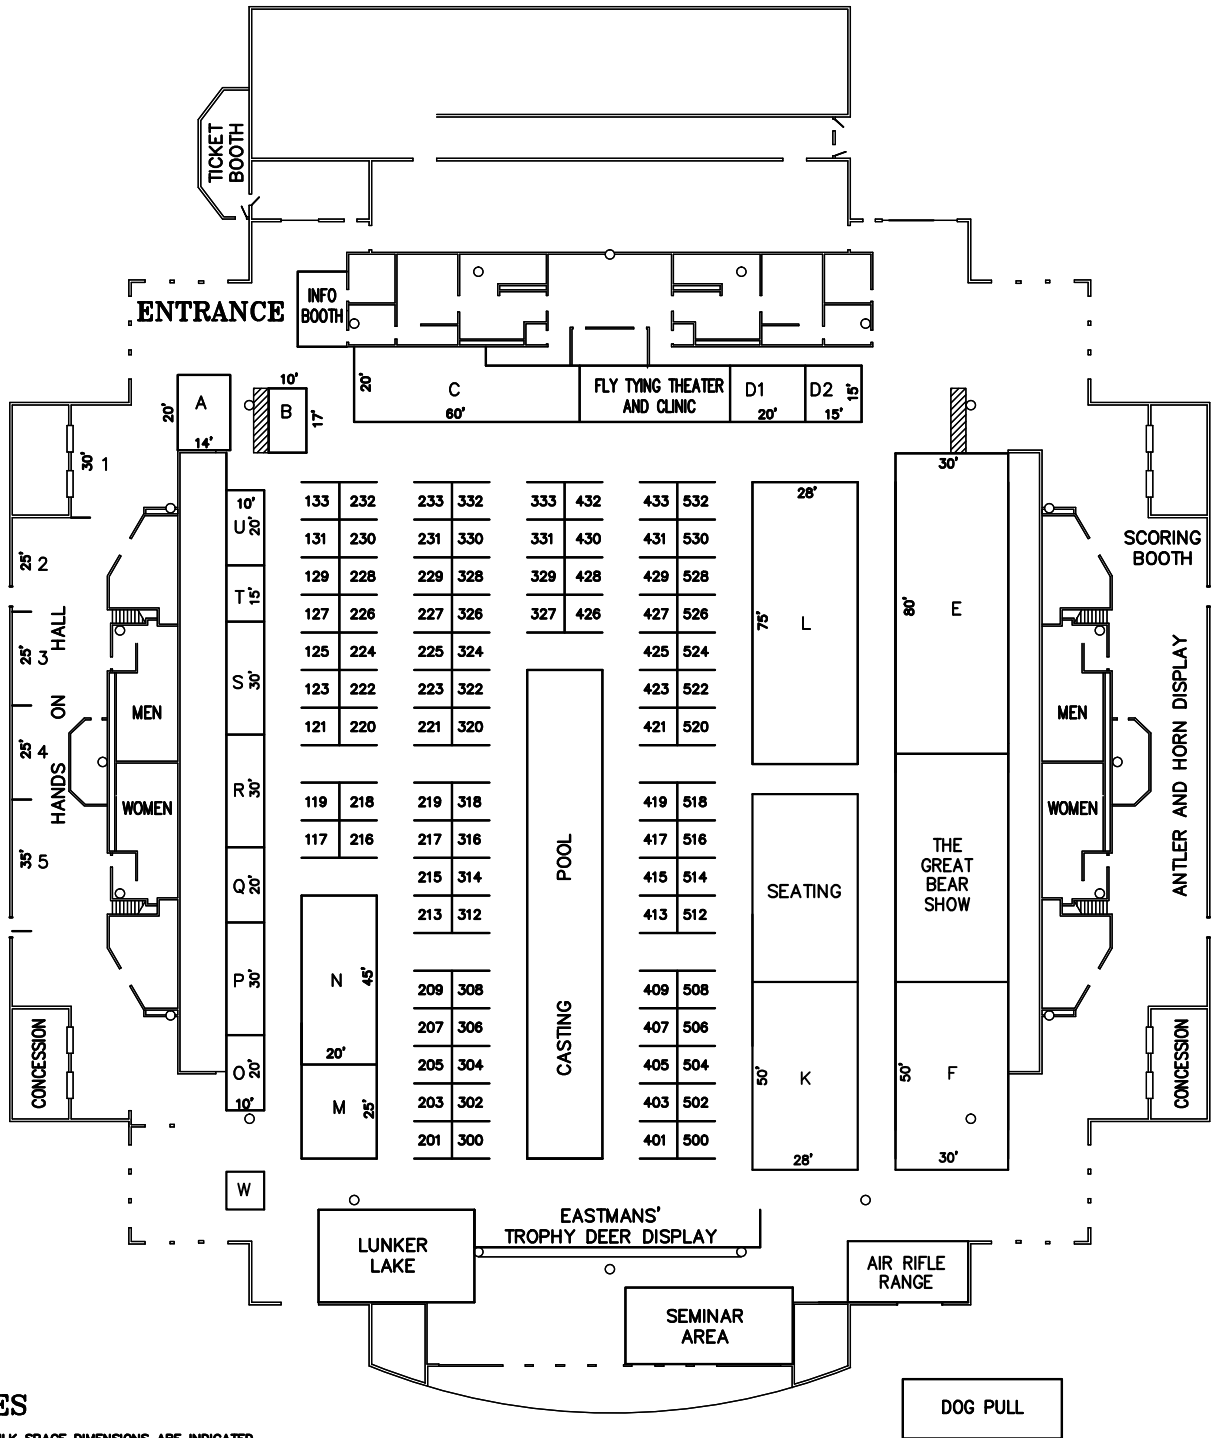 TICKET
BOOTH
ENTRANCE
INFO
BOOTH
20'
C
60'
FLY TYING THEATER
AND CLINIC
D1
20'
D2
15'
15'
20'
A
14'
10'
B
17'
30'
1
25'
2
25'
3
25'
4
35'
5
HANDS ON HALL
MEN
WOMEN
CONCESSION
10'
U
20'
T
15'
S
30'
R
30'
Q
20'
P
30'
O
20'
10'
W
133 232
131 230
129 228
127 226
125 224
123 222
121 220
119 218
117 216
N
45'
20'
M
25'
233 332
231 330
229 328
227 326
225 324
223 322
221 320
219 318
217 316
215 314
213 312
209 308
207 306
205 304
203 302
201 300
333 432
331 430
329 428
327 426
CASTING POOL
433 532
431 530
429 528
427 526
425 524
423 522
421 520
419 518
417 516
415 514
413 512
409 508
407 506
405 504
403 502
401 500
28'
75'
L
SEATING
50'
K
28'
30'
80'
E
THE
GREAT
BEAR
SHOW
50'
F
30'
MEN
WOMEN
SCORING
BOOTH
ANTLER AND HORN DISPLAY
CONCESSION
LUNKER
LAKE
EASTMANS'
TROPHY DEER DISPLAY
AIR RIFLE
RANGE
SEMINAR
AREA
DOG PULL
ES
SPACE DIMENSIONS ARE INDICATED